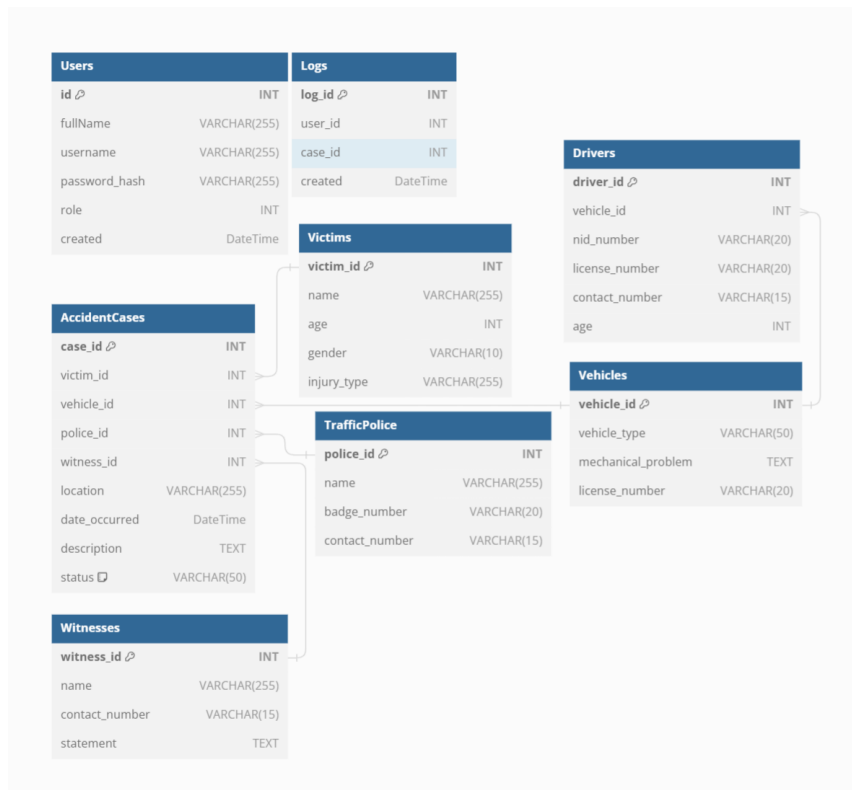 Users
id INT
fullName VARCHAR(255)
username VARCHAR(255)
password_hash VARCHAR(255)
role INT
created DateTime
Logs
log_id INT
user_id INT
case_id INT
created DateTime
Drivers
driver_id INT
vehicle_id INT
nid_number VARCHAR(20)
license_number VARCHAR(20)
contact_number VARCHAR(15)
age INT
Victims
victim_id INT
name VARCHAR(255)
age INT
gender VARCHAR(10)
injury_type VARCHAR(255)
AccidentCases
case_id INT
victim_id INT
vehicle_id INT
police_id INT
witness_id INT
location VARCHAR(255)
date_occurred DateTime
description TEXT
status VARCHAR(50)
Vehicles
vehicle_id INT
vehicle_type VARCHAR(50)
mechanical_problem TEXT
license_number VARCHAR(20)
TrafficPolice
police_id INT
name VARCHAR(255)
badge_number VARCHAR(20)
contact_number VARCHAR(15)
Witnesses
witness_id INT
name VARCHAR(255)
contact_number VARCHAR(15)
statement TEXT